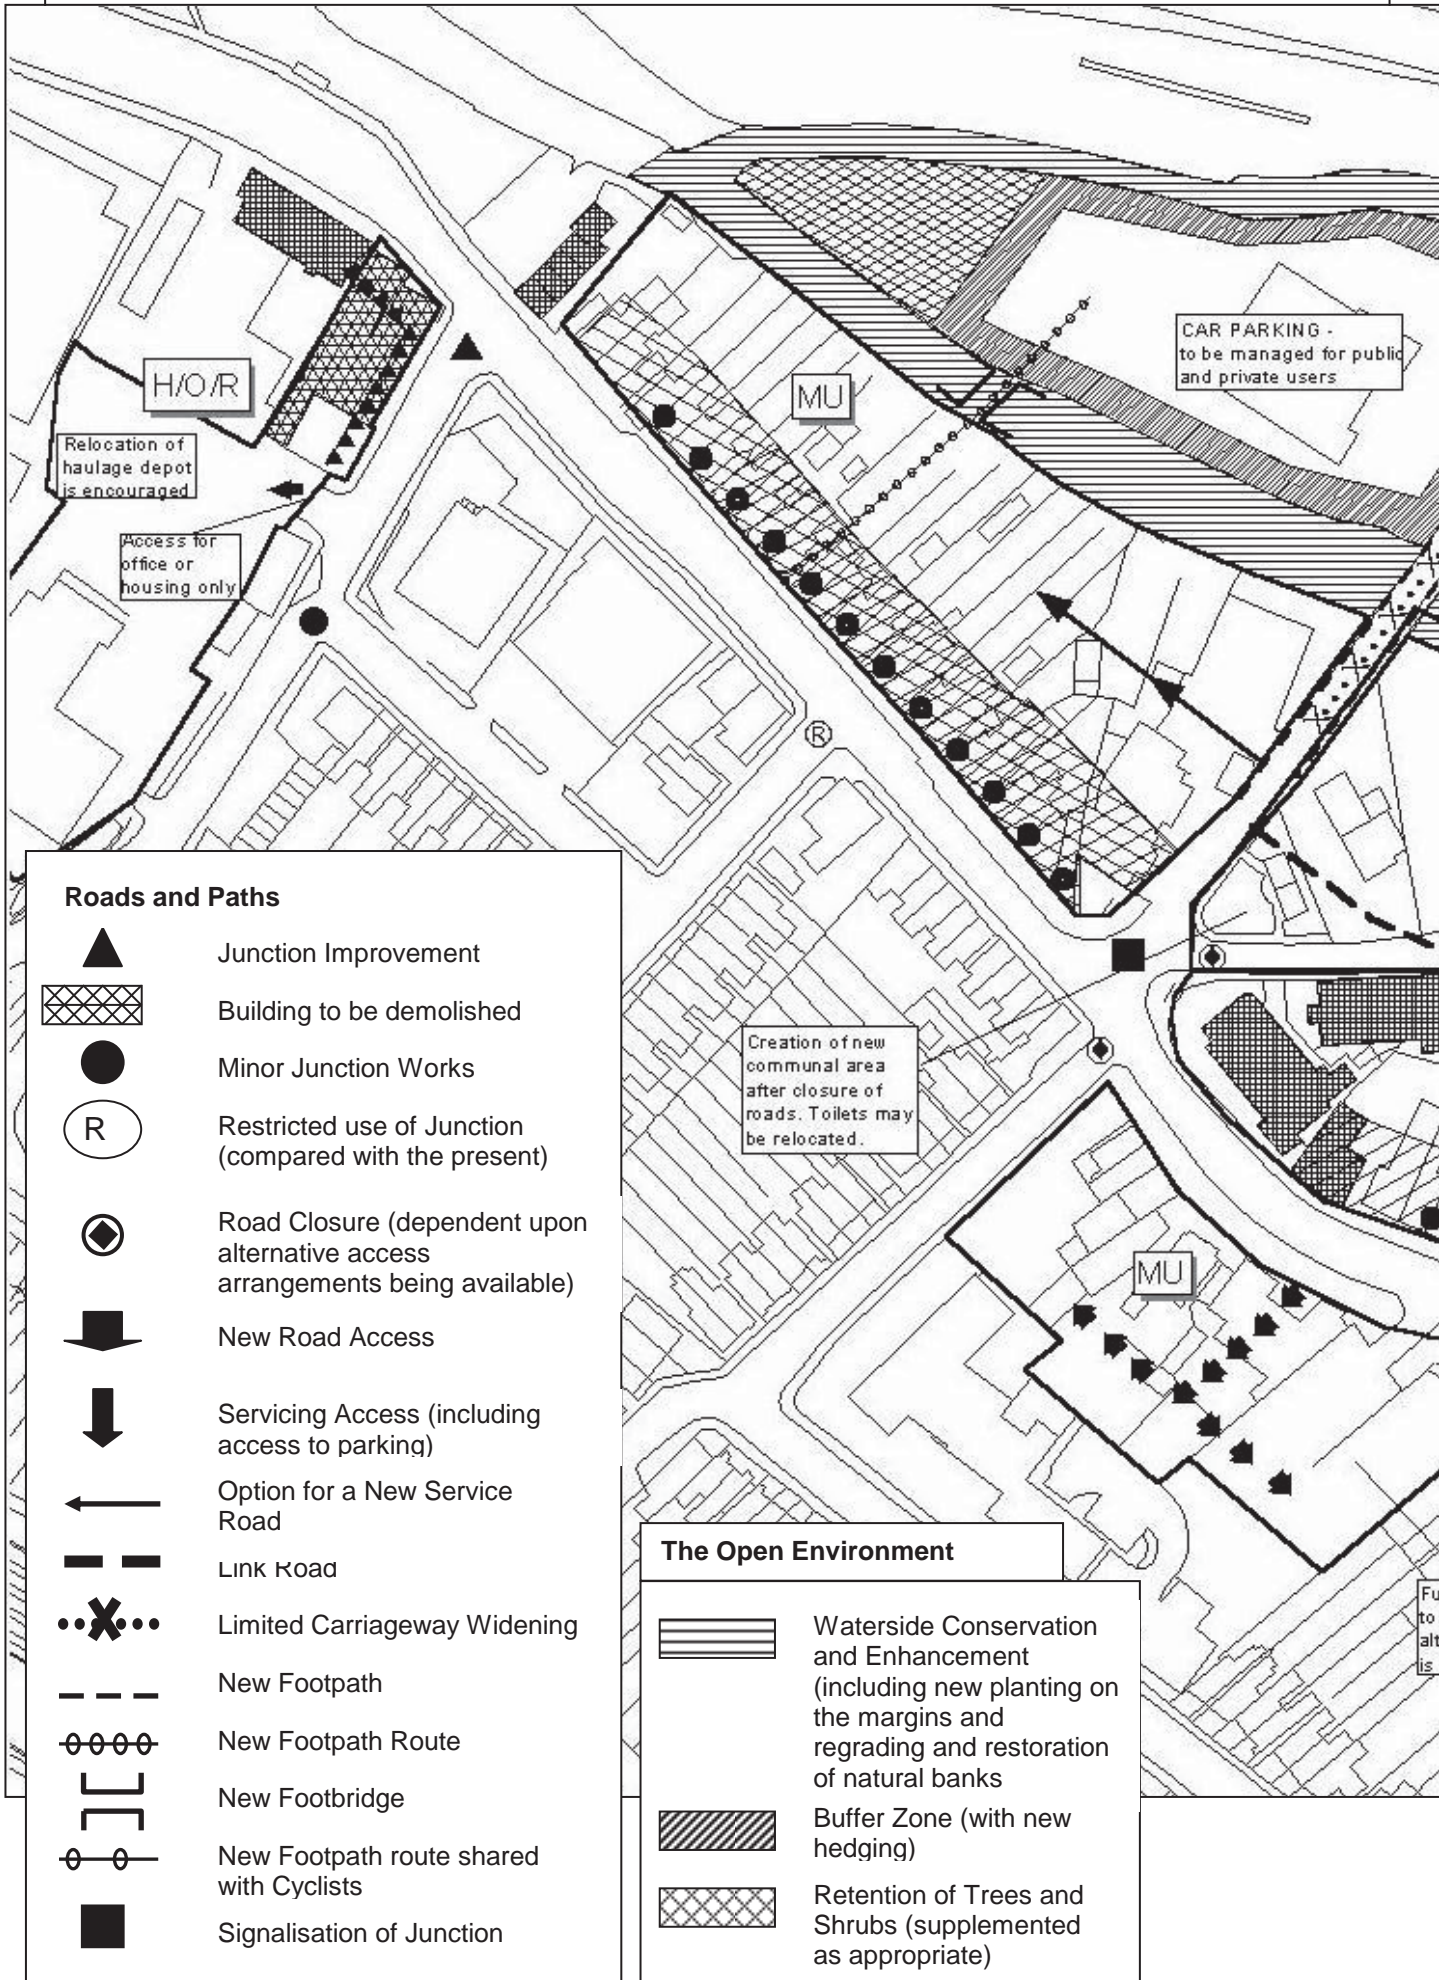 CAR PARKING -
to be managed for public
and private users
MU
H/O/R
Relocation of
haulage depot
is encouraged
Access for
office or
housing only
R
Creation of new
communal area
after closure of
roads. Toilets may
be relocated.
MU
Fu
to
alt
is
Roads and Paths
Junction Improvement
Building to be demolished
Minor Junction Works
R
Restricted use of Junction
(compared with the present)
Road Closure (dependent upon
alternative access
arrangements being available)
New Road Access
Servicing Access (including
access to parking)
Option for a New Service
Road
Link Road
Limited Carriageway Widening
New Footpath
New Footpath Route
New Footbridge
New Footpath route shared
with Cyclists
Signalisation of Junction
The Open Environment
Waterside Conservation
and Enhancement
(including new planting on
the margins and
regrading and restoration
of natural banks
Buffer Zone (with new
hedging)
Retention of Trees and
Shrubs (supplemented
as appropriate)